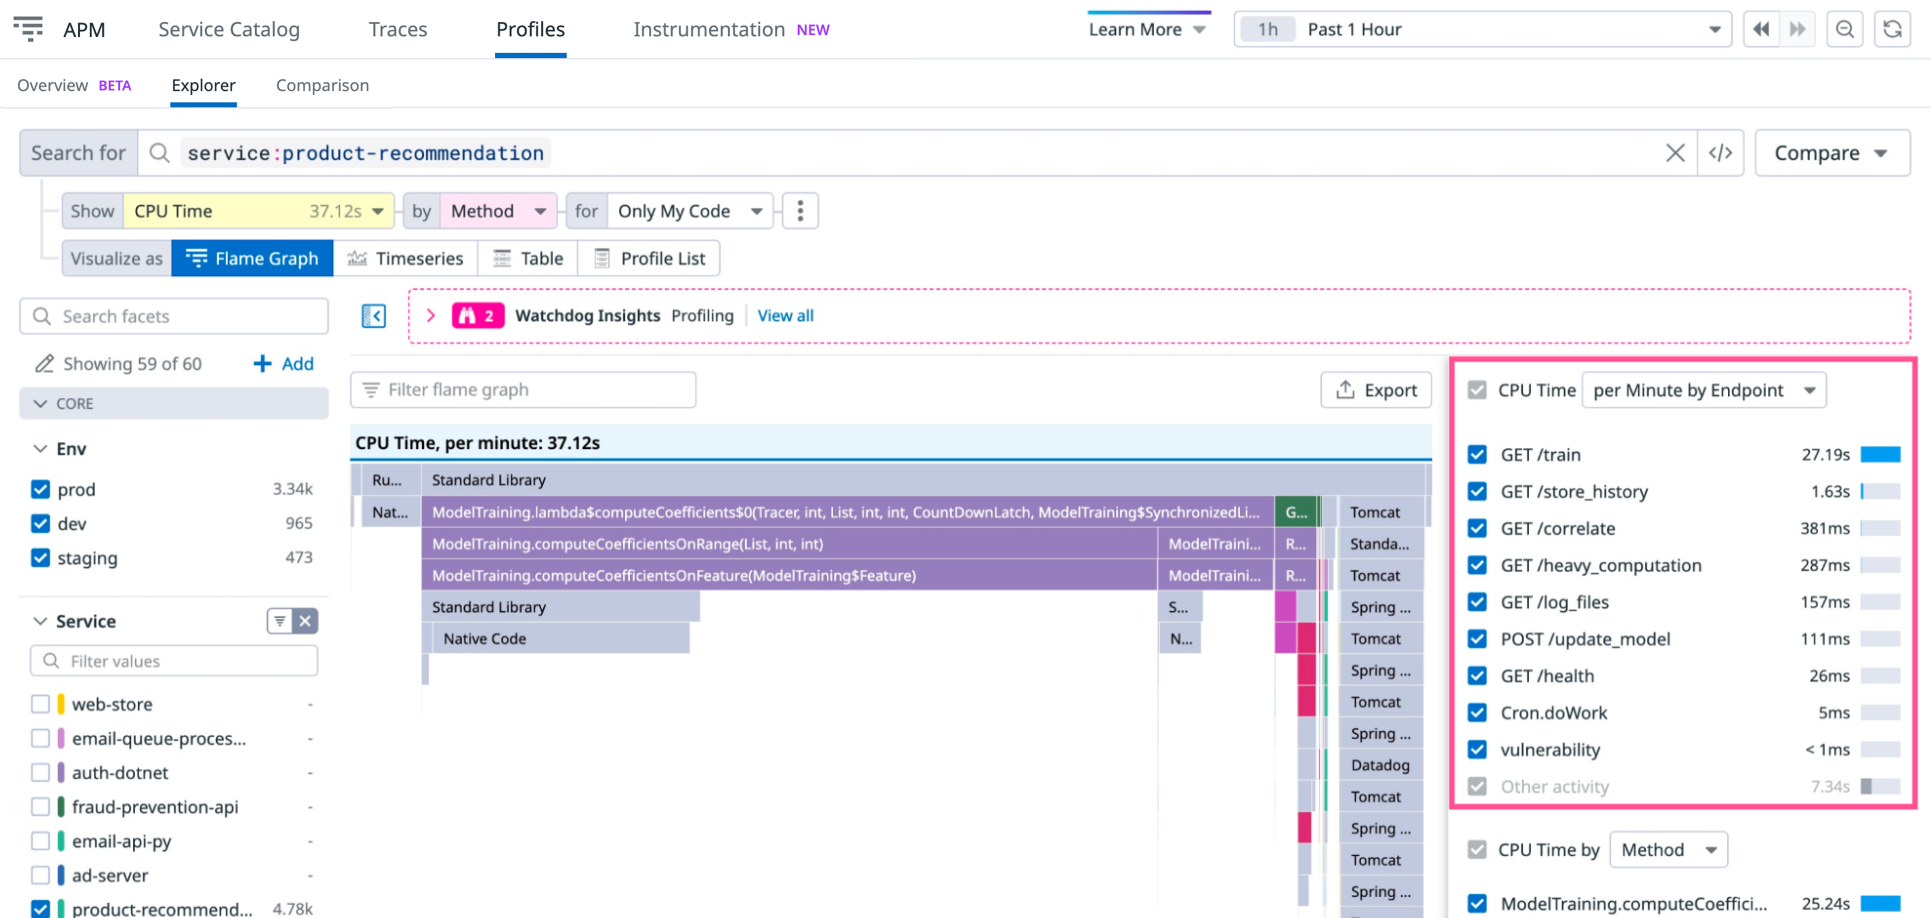 APM Service Catalog Traces Profiles Instrumentation NEW Learn More 1h Past 1 Hour
Overview BETA Explorer Comparison
Search for service:product-recommendation Compare
Show CPU Time 37.12s by Method for Only My Code
Visualize as Flame Graph Timeseries Table Profile List
Search facets
Showing 59 of 60 + Add
CORE
Env
prod 3.34k
dev 965
staging 473
Service
Filter values
web-store -
email-queue-proces... -
auth-dotnet -
fraud-prevention-api -
email-api-py -
ad-server -
product-recommend... 4.78k
2 Watchdog Insights Profiling View all
Filter flame graph Export
CPU Time, per minute: 37.12s
Ru... Standard Library
Nat... ModelTraining.lambda$computeCoefficients$0(Tracer, int, List, int, int, CountDownLatch, ModelTraining$SynchronizedLi... G... Tomcat
ModelTraining.computeCoefficientsOnRange(List, int, int) ModelTraini... R... Standa...
ModelTraining.computeCoefficientsOnFeature(ModelTraining$Feature) ModelTraini... R... Tomcat
Standard Library S... Spring ...
Native Code N... Tomcat
Spring ...
Tomcat
Spring ...
Datadog
Tomcat
Spring ...
Tomcat
Spring ...
CPU Time per Minute by Endpoint
GET /train 27.19s
GET /store_history 1.63s
GET /correlate 381ms
GET /heavy_computation 287ms
GET /log_files 157ms
POST /update_model 111ms
GET /health 26ms
Cron.doWork 5ms
vulnerability < 1ms
Other activity 7.34s
CPU Time by Method
ModelTraining.computeCoeffici... 25.24s